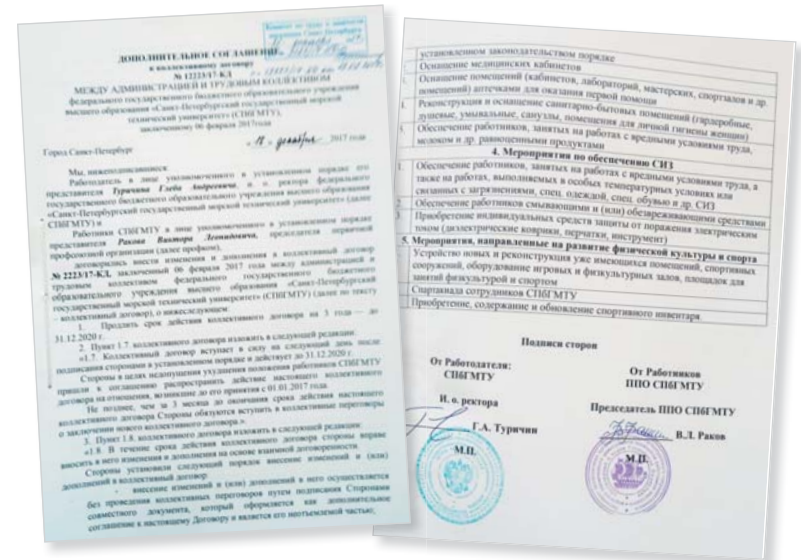 Комитет по труду и занятости
населения Санкт-Петербурга
ДОПОЛНИТЕЛЬНОЕ СОГЛАШЕНИЕ
к коллективному договору
№ 12223/17-КД
МЕЖДУ АДМИНИСТРАЦИЕЙ И ТРУДОВЫМ КОЛЛЕКТИВОМ
федерального государственного бюджетного образовательного учреждения
высшего образования «Санкт-Петербургский государственный морской
технический университет» (СПбГМТУ),
заключенному 06 февраля 2017года
Город Санкт-Петербург
декабря 2017 года
Мы, нижеподписавшиеся
Работодатель в лице уполномоченного в установленном порядке его
представителя Туричина Глеба Андреевича, и. о. ректора федерального
государственного бюджетного образовательного учреждения высшего образования
«Санкт-Петербургский государственный морской технический университет» (далее
СПбГМТУ) и
Работники СПбГМТУ в лице уполномоченного в установленном порядке
представителя Ракова Виктора Леонидовича, председателя первичной
профсоюзной организации (далее профком),
договорились внести изменения и дополнения в коллективный договор
№ 12223/17-КД, заключенный 06 февраля 2017 года между администрацией и
трудовым коллективом федерального государственного бюджетного
образовательного учреждения высшего образования «Санкт-Петербургский
государственный морской технический университет» (СПбГМТУ) (далее по тексту
– коллективный договор), о нижеследующем:
1. Продлить срок действия коллективного договора на 3 года — до
31.12.2020 г.
2. Пункт 1.7 коллективного договора изложить в следующей редакции:
«1.7. Коллективный договор вступает в силу на следующий день после
подписания сторонами в установленном порядке и действует до 31.12.2020 г.
Стороны в целях недопущения ухудшения положения работников СПбГМТУ
пришли к соглашению распространить действие настоящего коллективного
договора на отношения, возникшие до его принятия с 01.01.2017 года.
Не позднее, чем за 3 месяца до окончания срока действия настоящего
коллективного договора Стороны обязуются вступить в коллективные переговоры
о заключении нового коллективного договора.».
3. Пункт 1.8. коллективного договора изложить в следующей редакции:
«1.8. В течение срока действия коллективного договора стороны вправе
вносить в него изменения и дополнения на основе взаимной договоренности.
Стороны установили следующий порядок внесение изменений и (или)
дополнений в коллективный договор:
- внесение изменений и (или) дополнений в него осуществляется
без проведения коллективных переговоров путем подписания Сторонами
совместного документа, который оформляется как дополнительное
соглашение к настоящему Договору и является его неотъемлемой частью;
установленном законодательством порядке
Оснащение медицинских кабинетов
Оснащение помещений (кабинетов, лабораторий, мастерских, спортзалов и др.
помещений) аптечками для оказания первой помощи
Реконструкция и оснащение санитарно-бытовых помещений (гардеробные,
душевые, умывальные, санузлы, помещения для личной гигиены женщин)
Обеспечение работников, занятых на работах с вредными условиями труда,
молоком и др. равноценными продуктами
4. Мероприятия по обеспечению СИЗ
Обеспечение работников, занятых на работах с вредными условиями труда, а
также на работах, выполняемых в особых температурных условиях или
связанных с загрязнениями, спец. одеждой, спец. обувью и др. СИЗ
Обеспечение работников смывающими и (или) обезвреживающими средствами
Приобретение индивидуальных средств защиты от поражения электрическим
током (диэлектрические коврики, перчатки, инструмент)
5. Мероприятия, направленные на развитие физической культуры и спорта
Устройство новых и реконструкция уже имеющихся помещений, спортивных
сооружений, оборудование игровых и физкультурных залов, площадок для
занятий физкультурой и спортом
Спартакиада сотрудников СПбГМТУ
Приобретение, содержание и обновление спортивного инвентаря
Подписи сторон
От Работодателя:
СПбГМТУ
И. о. ректора
Г.А. Туричин
М.П.
От Работников
ППО СПбГМТУ
Председатель ППО СПбГМТУ
В.Л. Раков
М.П.